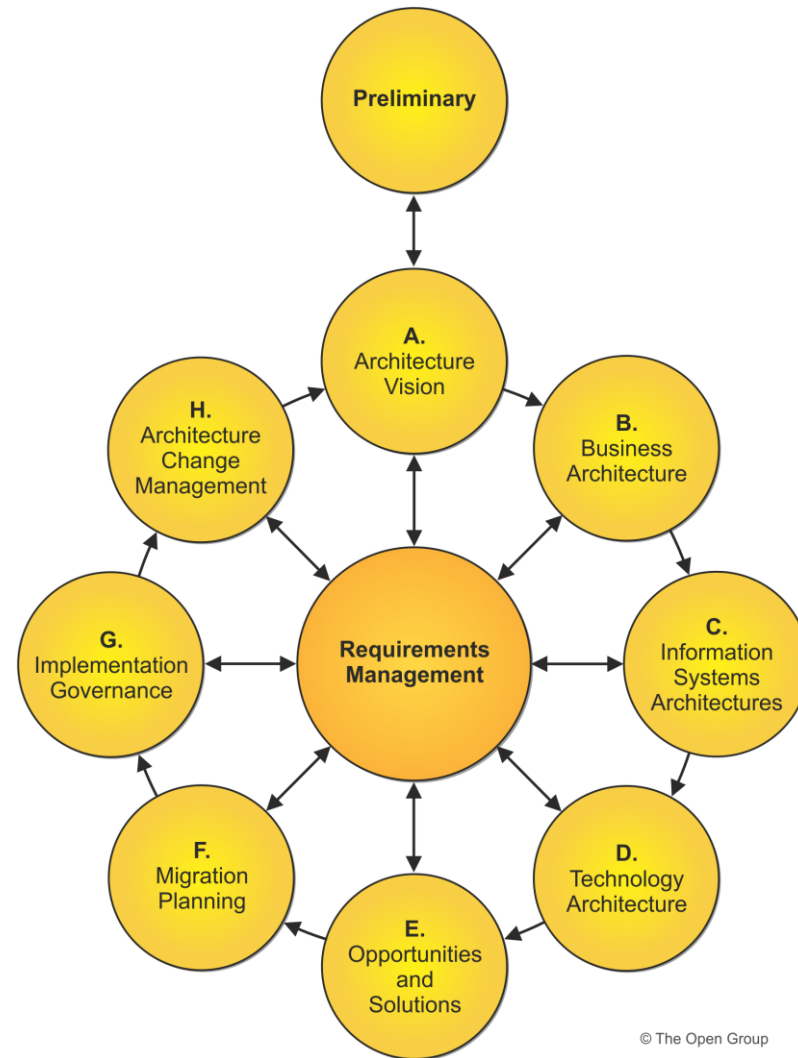 Preliminary
A.
Architecture
Vision
B.
Business
Architecture
C.
Information
Systems
Architectures
D.
Technology
Architecture
E.
Opportunities
and
Solutions
F.
Migration
Planning
G.
Implementation
Governance
H.
Architecture
Change
Management
Requirements
Management
© The Open Group